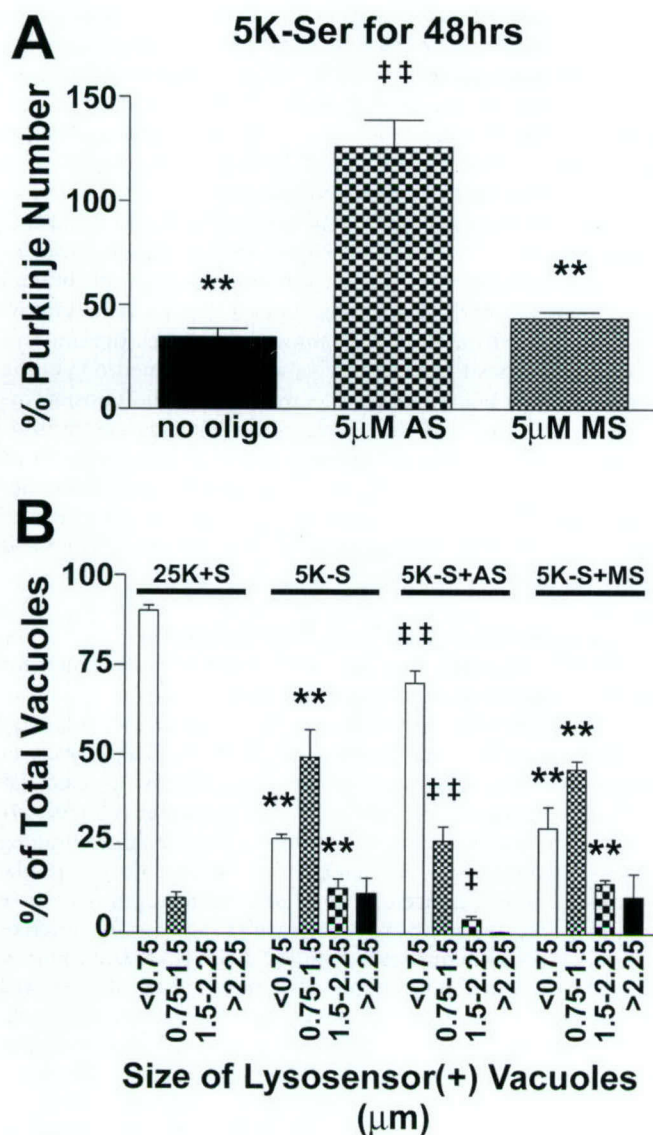 A
5K-Ser for 48hrs
‡‡
150
100
50
0
% Purkinje Number
**
**
no oligo 5µM AS 5µM MS
B
100
75
50
25
0
% of Total Vacuoles
25K+S 5K-S 5K-S+AS 5K-S+MS
‡‡
** ** **
‡‡ ‡
** ** **
<0.75 0.75-1.5 1.5-2.25 >2.25 <0.75 0.75-1.5 1.5-2.25 >2.25 <0.75 0.75-1.5 1.5-2.25 >2.25 <0.75 0.75-1.5 1.5-2.25 >2.25
Size of Lysosensor(+) Vacuoles
(µm)